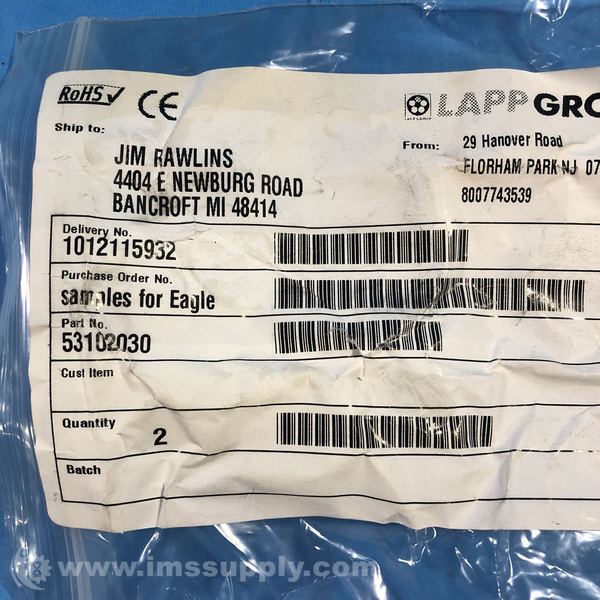 RoHS CE
LAPP GRO
Ship to:
From: 29 Hanover Road
JIM RAWLINS
FLORHAM PARK NJ 07
4404 E NEWBURG ROAD
8007743539
BANCROFT MI 48414
Delivery No.
1012115932
Purchase Order No.
samples for Eagle
Part No.
53102030
Cust Item
Quantity
2
Batch
www.imssupply.com